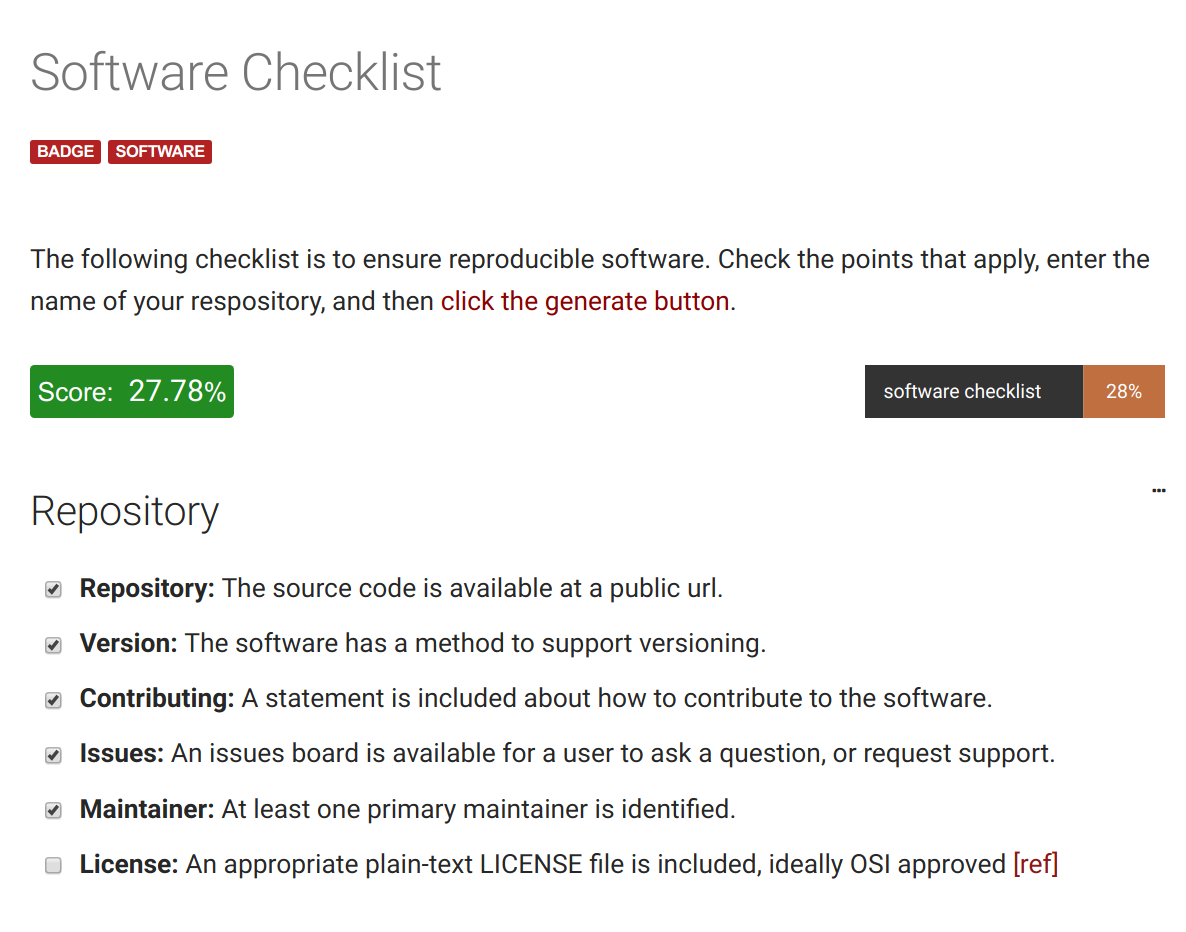 Software Checklist
BADGE SOFTWARE
The following checklist is to ensure reproducible software. Check the points that apply, enter the
name of your respository, and then click the generate button.
Score: 27.78%
software checklist 28%
Repository
Repository: The source code is available at a public url.
Version: The software has a method to support versioning.
Contributing: A statement is included about how to contribute to the software.
Issues: An issues board is available for a user to ask a question, or request support.
Maintainer: At least one primary maintainer is identified.
License: An appropriate plain-text LICENSE file is included, ideally OSI approved [ref]